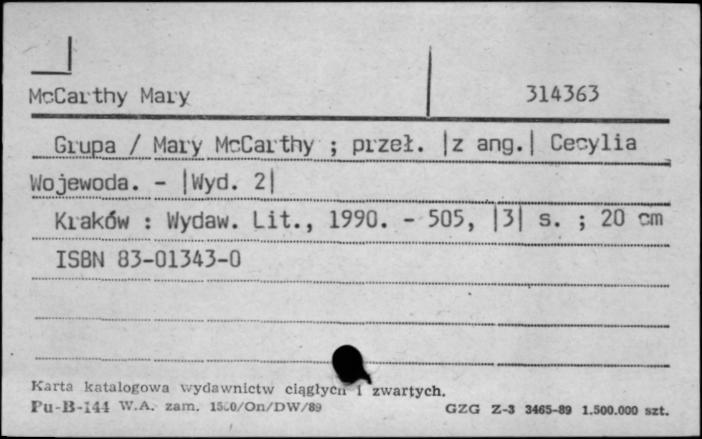 McCarthy Mary 314363
Grupa / Mary McCarthy ; przeł. |z ang.| Cecylia
Wojewoda. - |Wyd. 2|
Kraków : Wydaw. Lit., 1990. - 505, |3| s. ; 20 cm
ISBN 83-01343-0
Karta katalogowa wydawnictw ciągłych i zwartych.
Pu-B-144 W.A. zam. /On/DW/89 GZG Z-3 3465-89 1.500.000 szt.